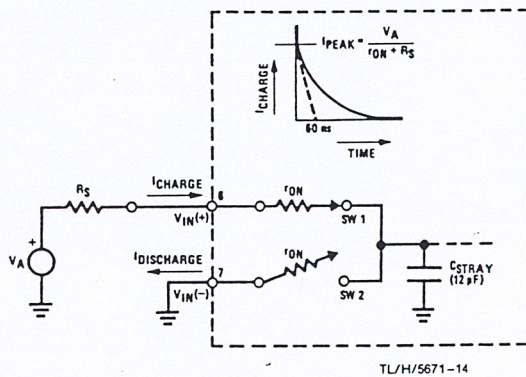 IPEAK = VA / rON + RS
ICHARGE
60 ns
TIME
RS
ICHARGE
6
rON
VIN(+)
SW 1
+
VA
IDISCHARGE
7
rON
VIN(−)
SW 2
CSTRAY
(12 pF)
TL/H/5671–14